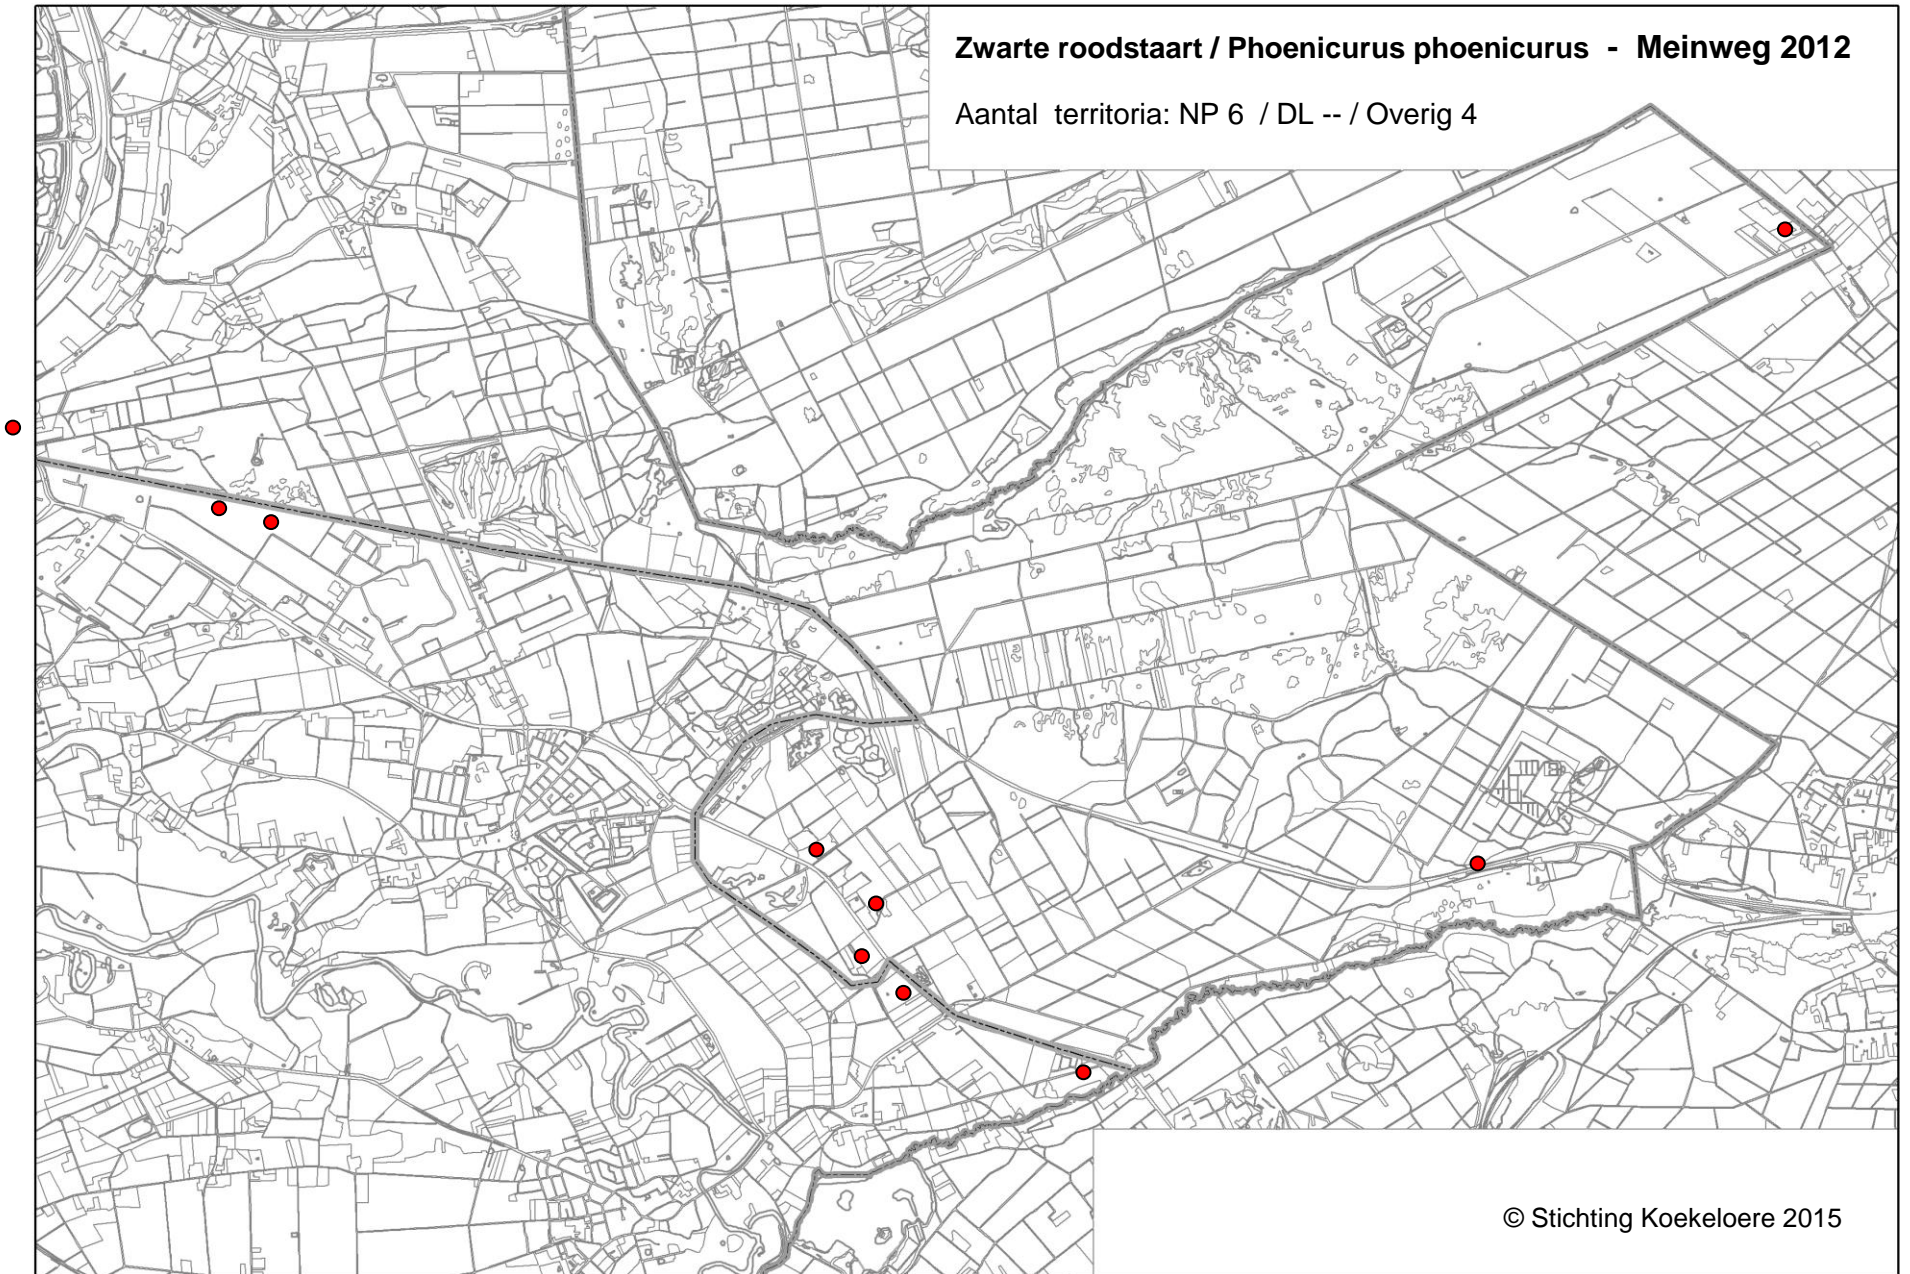 Zwarte roodstaart / Phoenicurus phoenicurus - Meinweg 2012
Aantal territoria: NP 6 / DL -- / Overig 4
© Stichting Koekeloere 2015